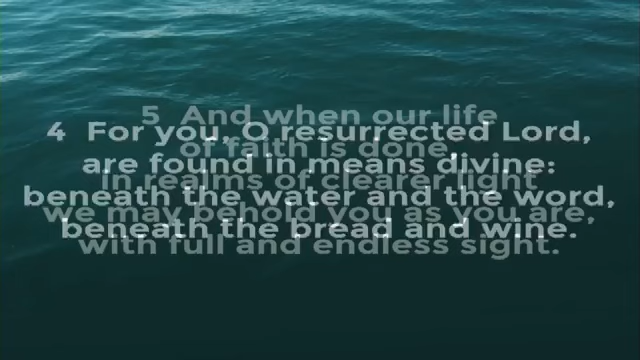 4 For you, O resurrected Lord,
are found in means divine:
beneath the water and the word,
beneath the bread and wine.
5 And when our life
of faith is done,
in realms of clearer light
we may behold you as you are,
with full and endless sight.